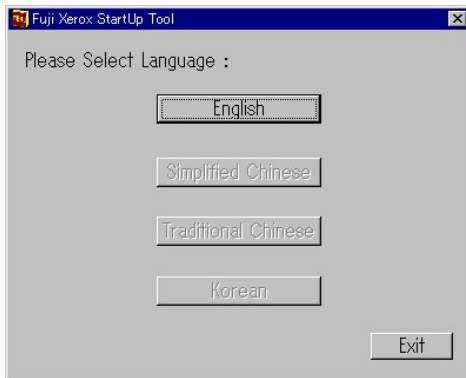 Fuji Xerox StartUp Tool
Please Select Language :
English
Simplified Chinese
Traditional Chinese
Korean
Exit